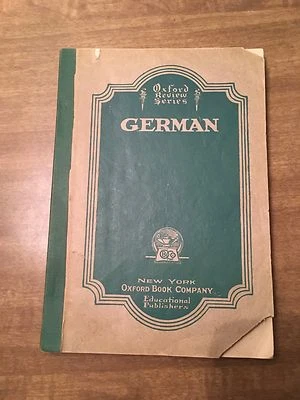 Oxford
Review
Series
GERMAN
NEW YORK
OXFORD BOOK COMPANY
Educational
Publishers